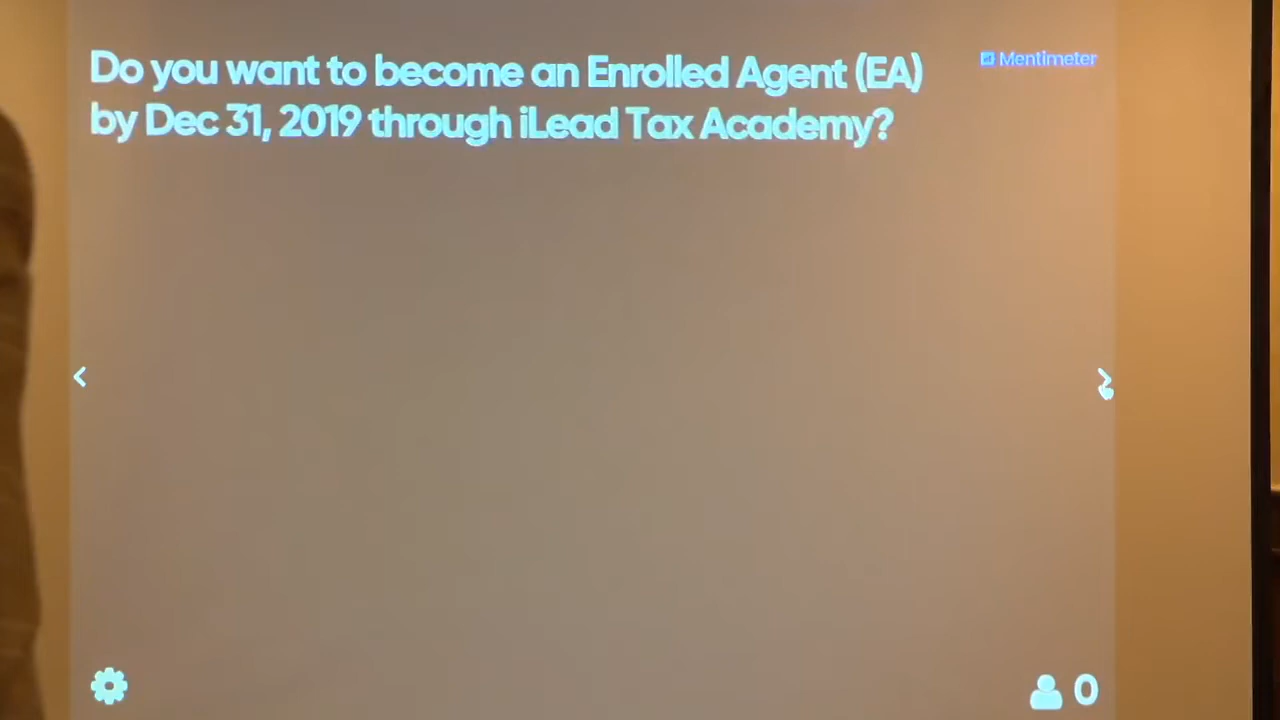 Do you want to become an Enrolled Agent (EA)
by Dec 31, 2019 through iLead Tax Academy?
Mentimeter
0